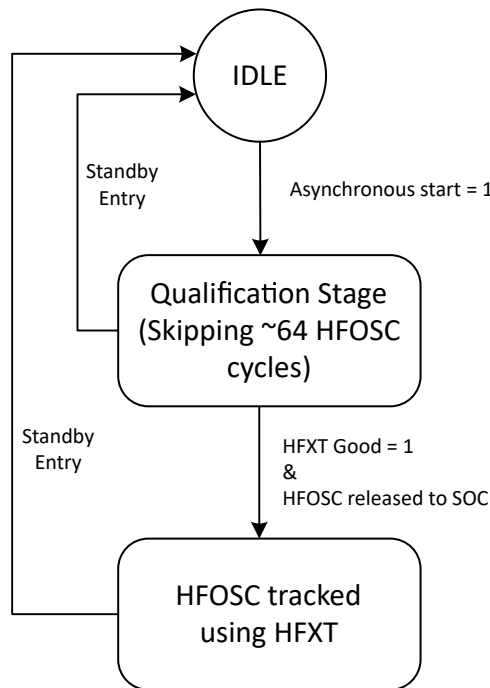 IDLE
Standby
Entry
Asynchronous start = 1
Qualification Stage
(Skipping ~64 HFOSC
cycles)
Standby
Entry
HFXT Good = 1
&
HFOSC released to SOC
HFOSC tracked
using HFXT